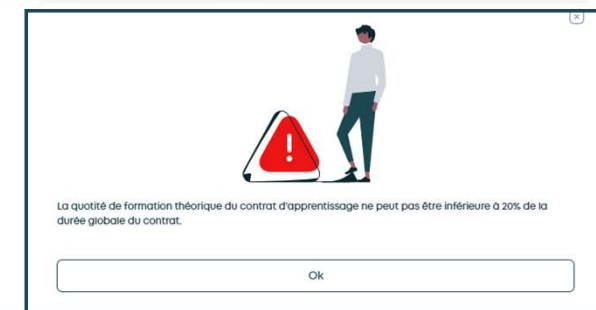 La quotité de formation théorique du contrat d'apprentissage ne peut pas être inférieure à 20% de la
durée globale du contrat.
Ok